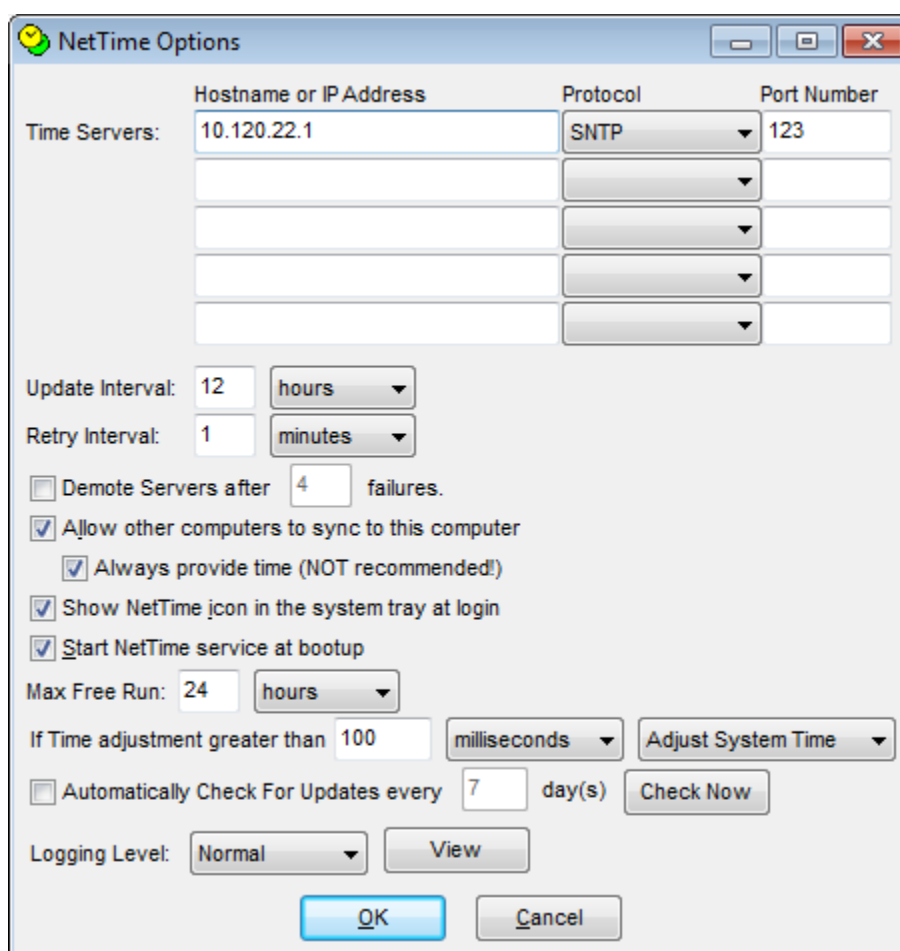 NetTime Options
Hostname or IP Address Protocol Port Number
Time Servers: 10.120.22.1 SNTP 123
Update Interval: 12 hours
Retry Interval: 1 minutes
Demote Servers after 4 failures.
Allow other computers to sync to this computer
Always provide time (NOT recommended!)
Show NetTime icon in the system tray at login
Start NetTime service at bootup
Max Free Run: 24 hours
If Time adjustment greater than 100 milliseconds Adjust System Time
Automatically Check For Updates every 7 day(s) Check Now
Logging Level: Normal View
OK Cancel